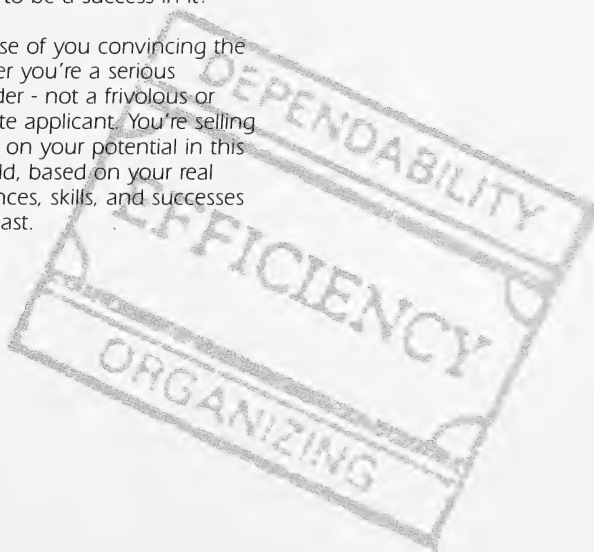 to be a success in it?
se of you convincing the
er you're a serious
der - not a frivolous or
te applicant. You're selling
on your potential in this
ld, based on your real
nces, skills, and successes
ast.
DEPENDABILITY
EFFICIENCY
ORGANIZING